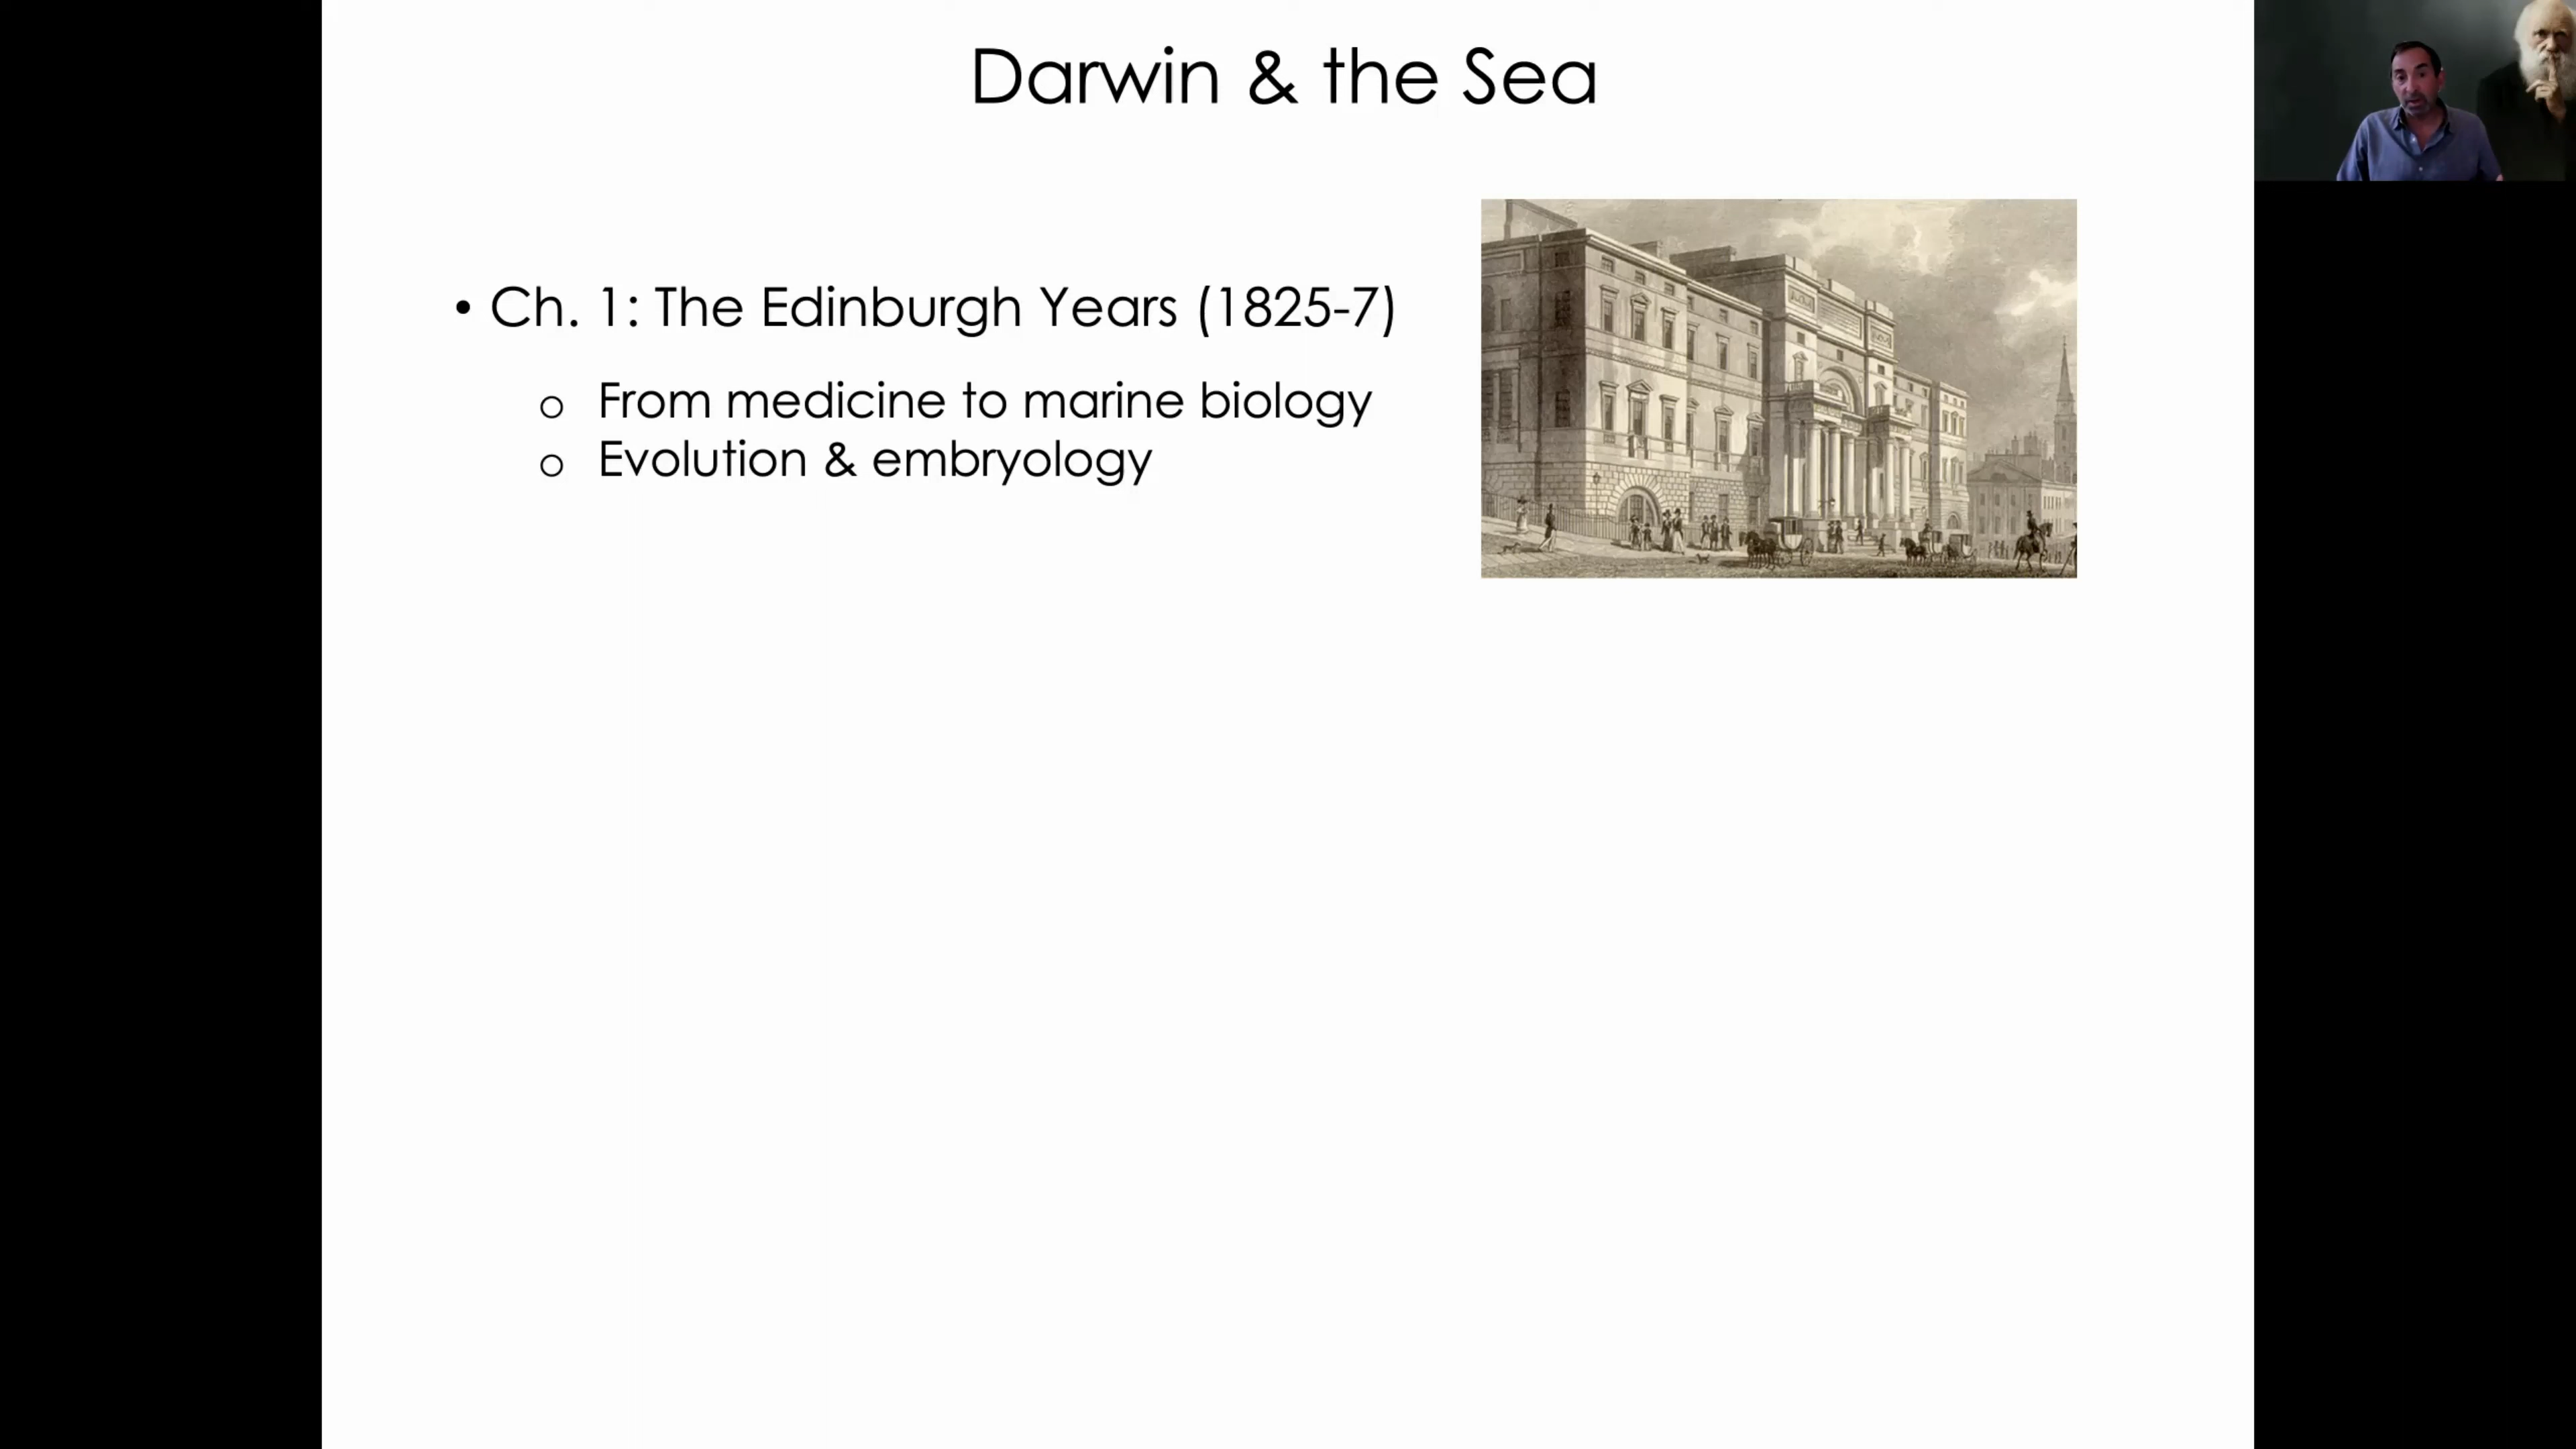 Darwin & the Sea
• Ch. 1: The Edinburgh Years (1825-7)
o From medicine to marine biology
o Evolution & embryology